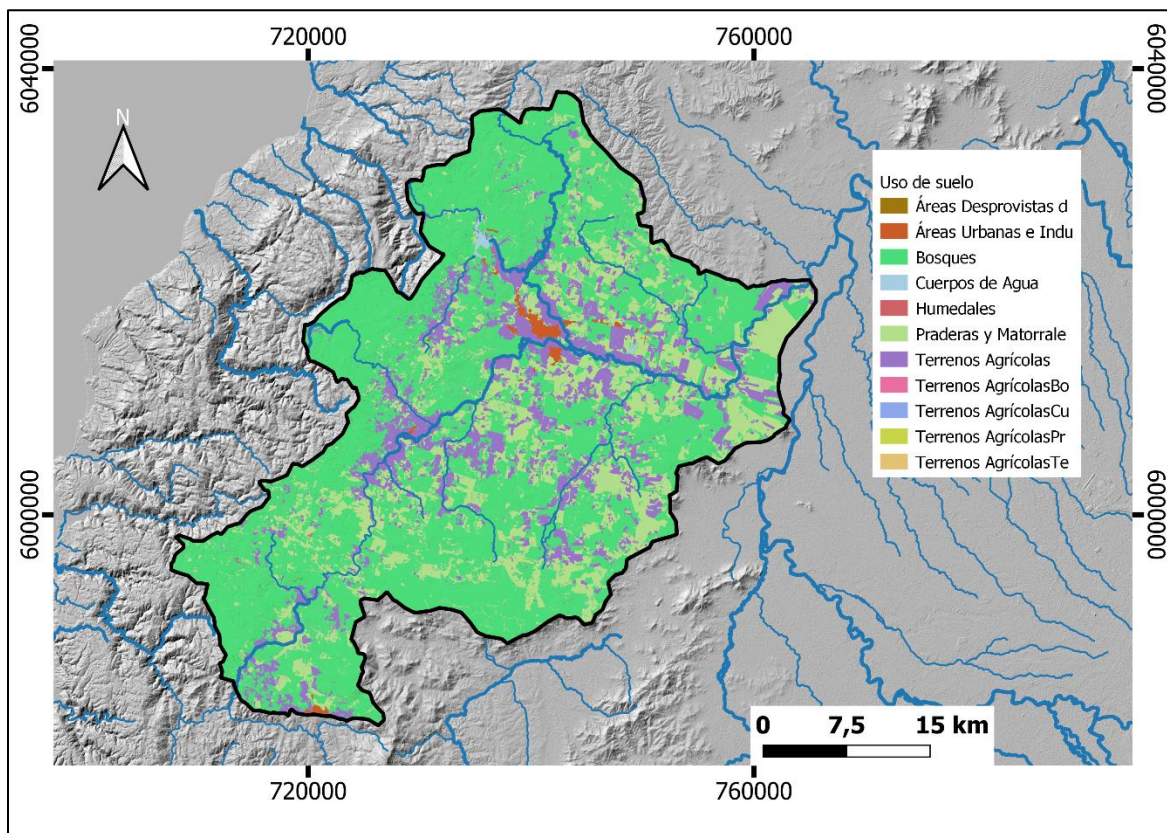 720000 760000
6040000 6040000
N
Uso de suelo
Áreas Desprovistas d
Áreas Urbanas e Indu
Bosques
Cuerpos de Agua
Humedales
Praderas y Matorrale
Terrenos Agrícolas
Terrenos AgrícolasBo
Terrenos AgrícolasCu
Terrenos AgrícolasPr
Terrenos AgrícolasTe
6000000 6000000
0 7,5 15 km
720000 760000